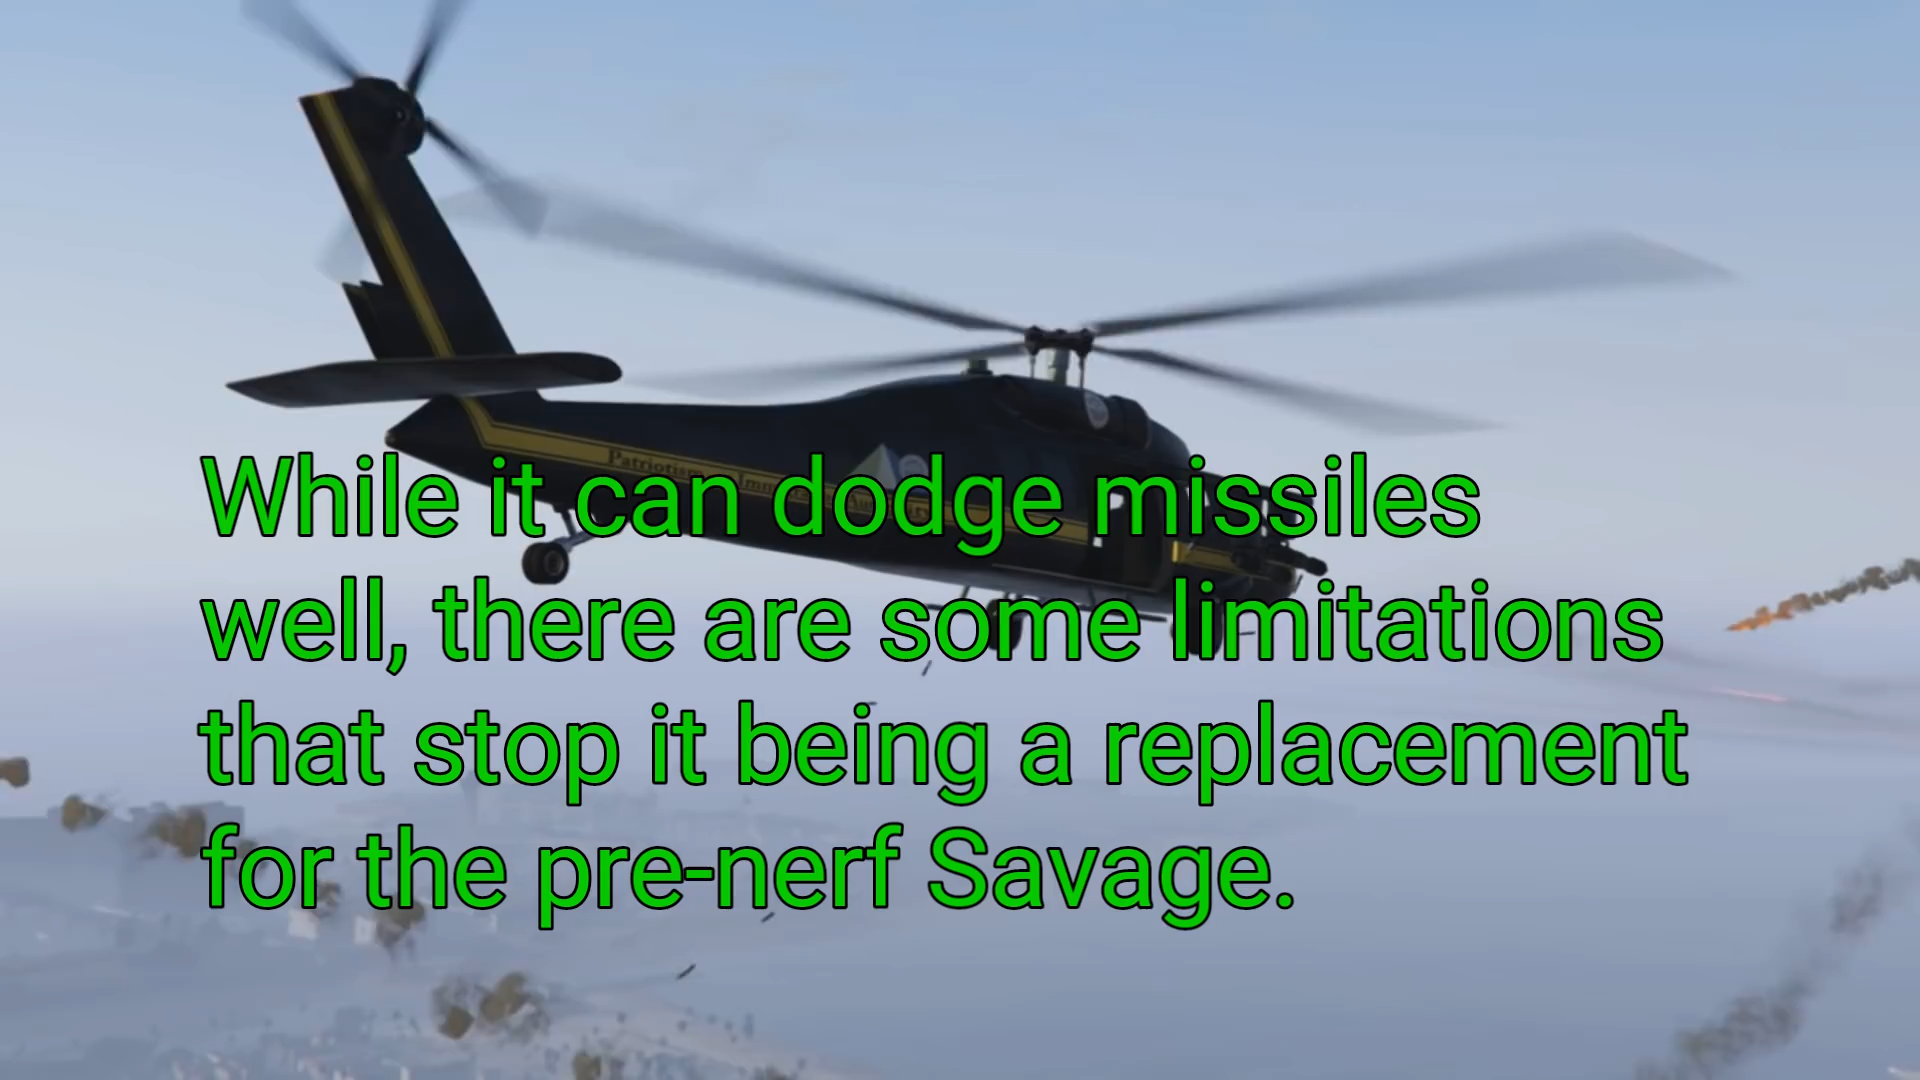 While it can dodge missiles
well, there are some limitations
that stop it being a replacement
for the pre-nerf Savage.
Patriotism